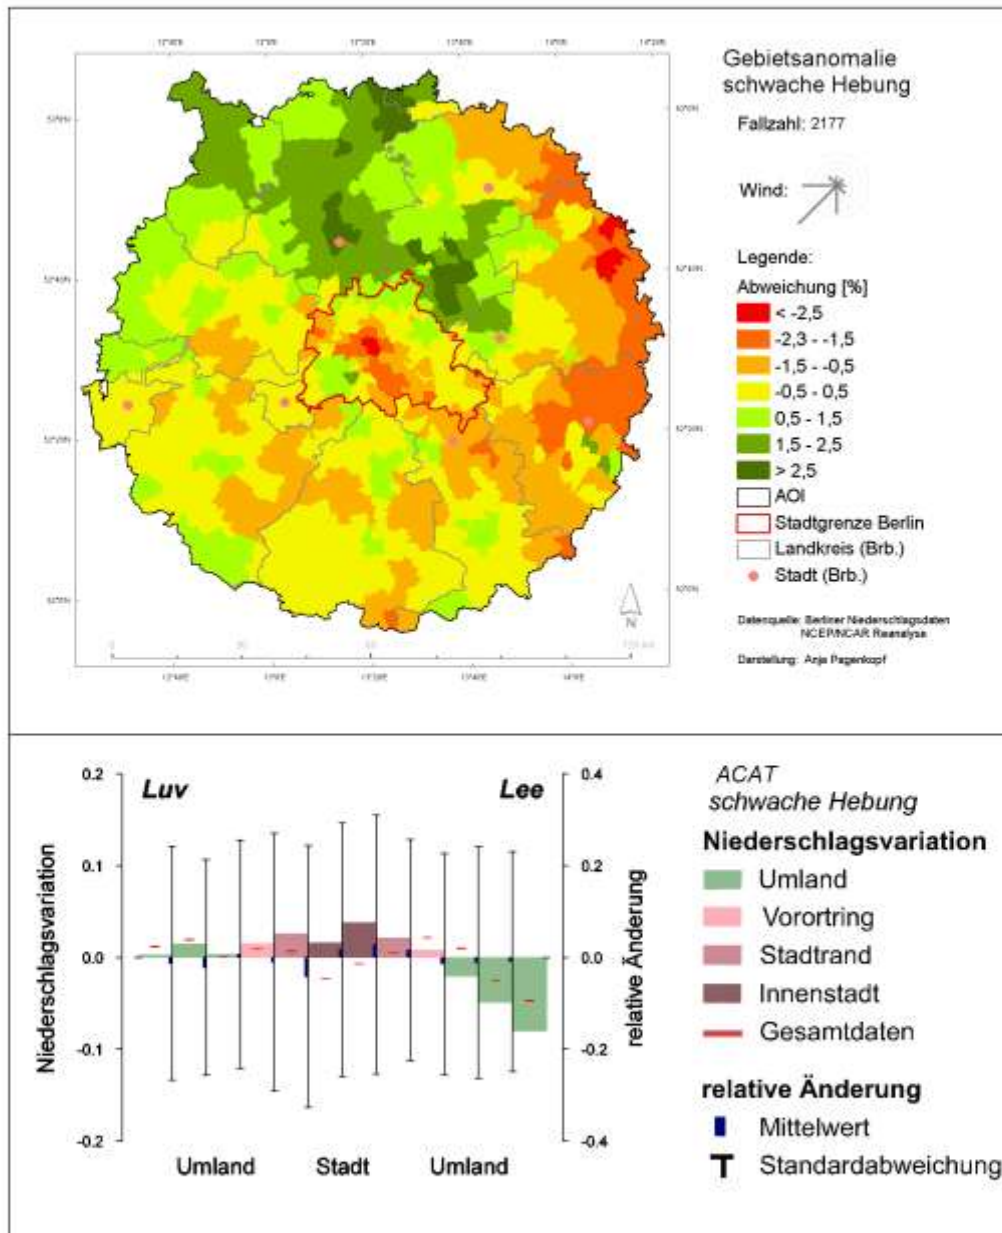 Gebietsanomalie
schwache Hebung
Fallzahl: 2177
Wind:
Legende:
Abweichung [%]
< -2,5
-2,3 - -1,5
-1,5 - -0,5
-0,5 - 0,5
0,5 - 1,5
1,5 - 2,5
> 2,5
AOI
Stadtgrenze Berlin
Landkreis (Brb.)
Stadt (Brb.)
Datenquelle: Berliner Niederschlagsdaten
NCEP/NCAR Reanalyse
Darstellung: Anja Pagenkopf
N
0.2
0.1
0.0
-0.1
-0.2
Niederschlagsvariation
Luv
Lee
0.4
0.2
0.0
-0.2
-0.4
relative Änderung
Umland
Stadt
Umland
ACAT
schwache Hebung
Niederschlagsvariation
Umland
Vorortring
Stadtrand
Innenstadt
Gesamtdaten
relative Änderung
Mittelwert
Standardabweichung